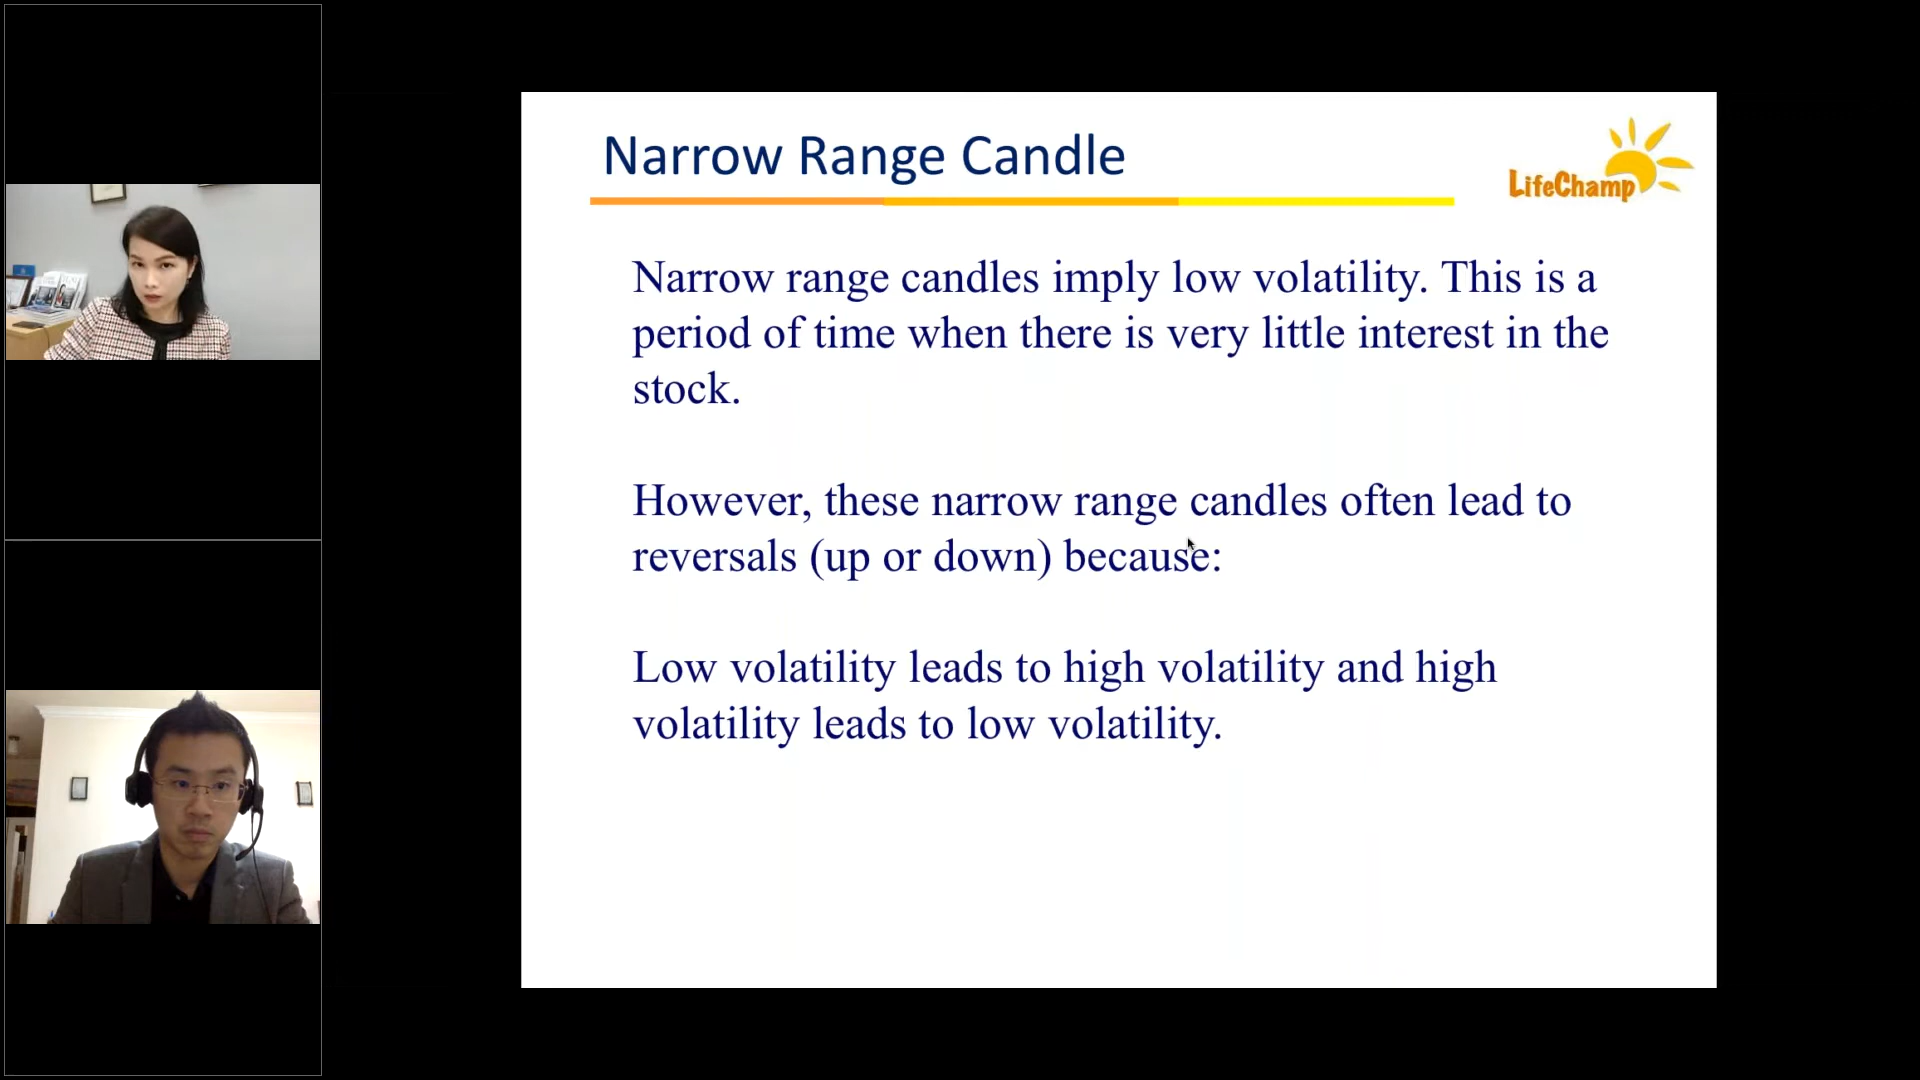 Narrow Range Candle
LifeChamp
Narrow range candles imply low volatility. This is a
period of time when there is very little interest in the
stock.
However, these narrow range candles often lead to
reversals (up or down) because:
Low volatility leads to high volatility and high
volatility leads to low volatility.